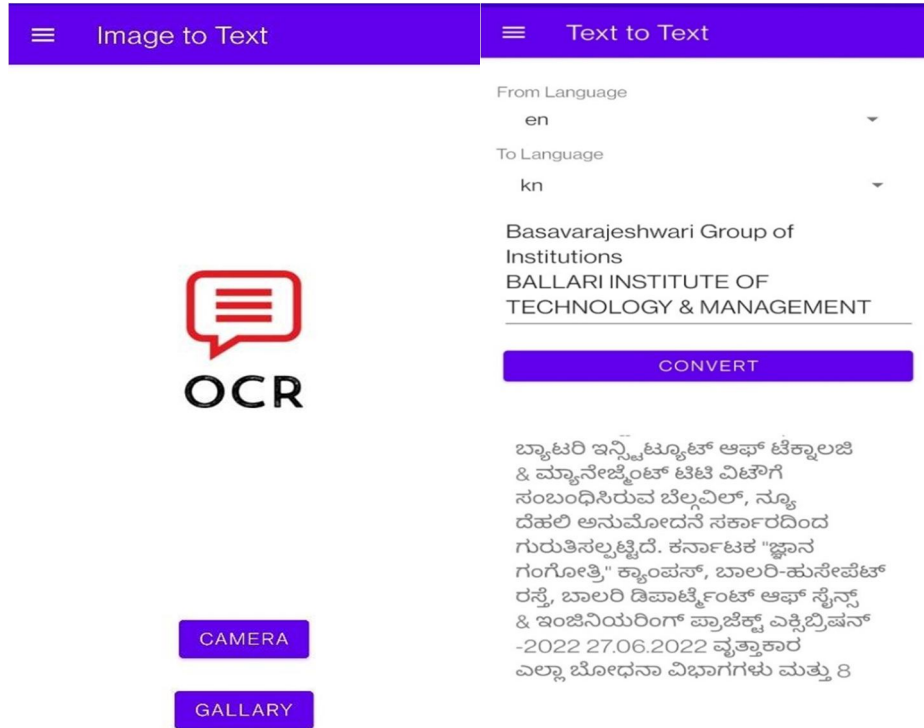 Image to Text
OCR
CAMERA
GALLARY
Text to Text
From Language
en
To Language
kn
Basavarajeshwari Group of
Institutions
BALLARI INSTITUTE OF
TECHNOLOGY & MANAGEMENT
CONVERT
ಬ್ಯಾಟರಿ ಇನ್ಸ್ಟಿಟ್ಯೂಟ್ ಆಫ್ ಟೆಕ್ನಾಲಜಿ
& ಮ್ಯಾನೇಜ್ಮೆಂಟ್ ಟಿಟಿ ವಿಟೌಗೆ
ಸಂಬಂಧಿಸಿರುವ ಬೆಲ್ಗವಿಲ್, ನ್ಯೂ
ದೆಹಲಿ ಅನುಮೋದನೆ ಸರ್ಕಾರದಿಂದ
ಗುರುತಿಸಲ್ಪಟ್ಟಿದೆ. ಕರ್ನಾಟಕ "ಜ್ಞಾನ
ಗಂಗೋತ್ರಿ" ಕ್ಯಾಂಪಸ್, ಬಾಲರಿ-ಹುಸೇಪೆಟ್
ರಸ್ತೆ, ಬಾಲರಿ ಡಿಪಾರ್ಟ್ಮೆಂಟ್ ಆಫ್ ಸೈನ್ಸ್
& ಇಂಜಿನಿಯರಿಂಗ್ ಪ್ರಾಜೆಕ್ಟ್ ಎಕ್ಸಿಬ್ರಿಷನ್
-2022 27.06.2022 ವೃತ್ತಾಕಾರ
ಎಲ್ಲಾ ಬೋಧನಾ ವಿಭಾಗಗಳು ಮತ್ತು 8